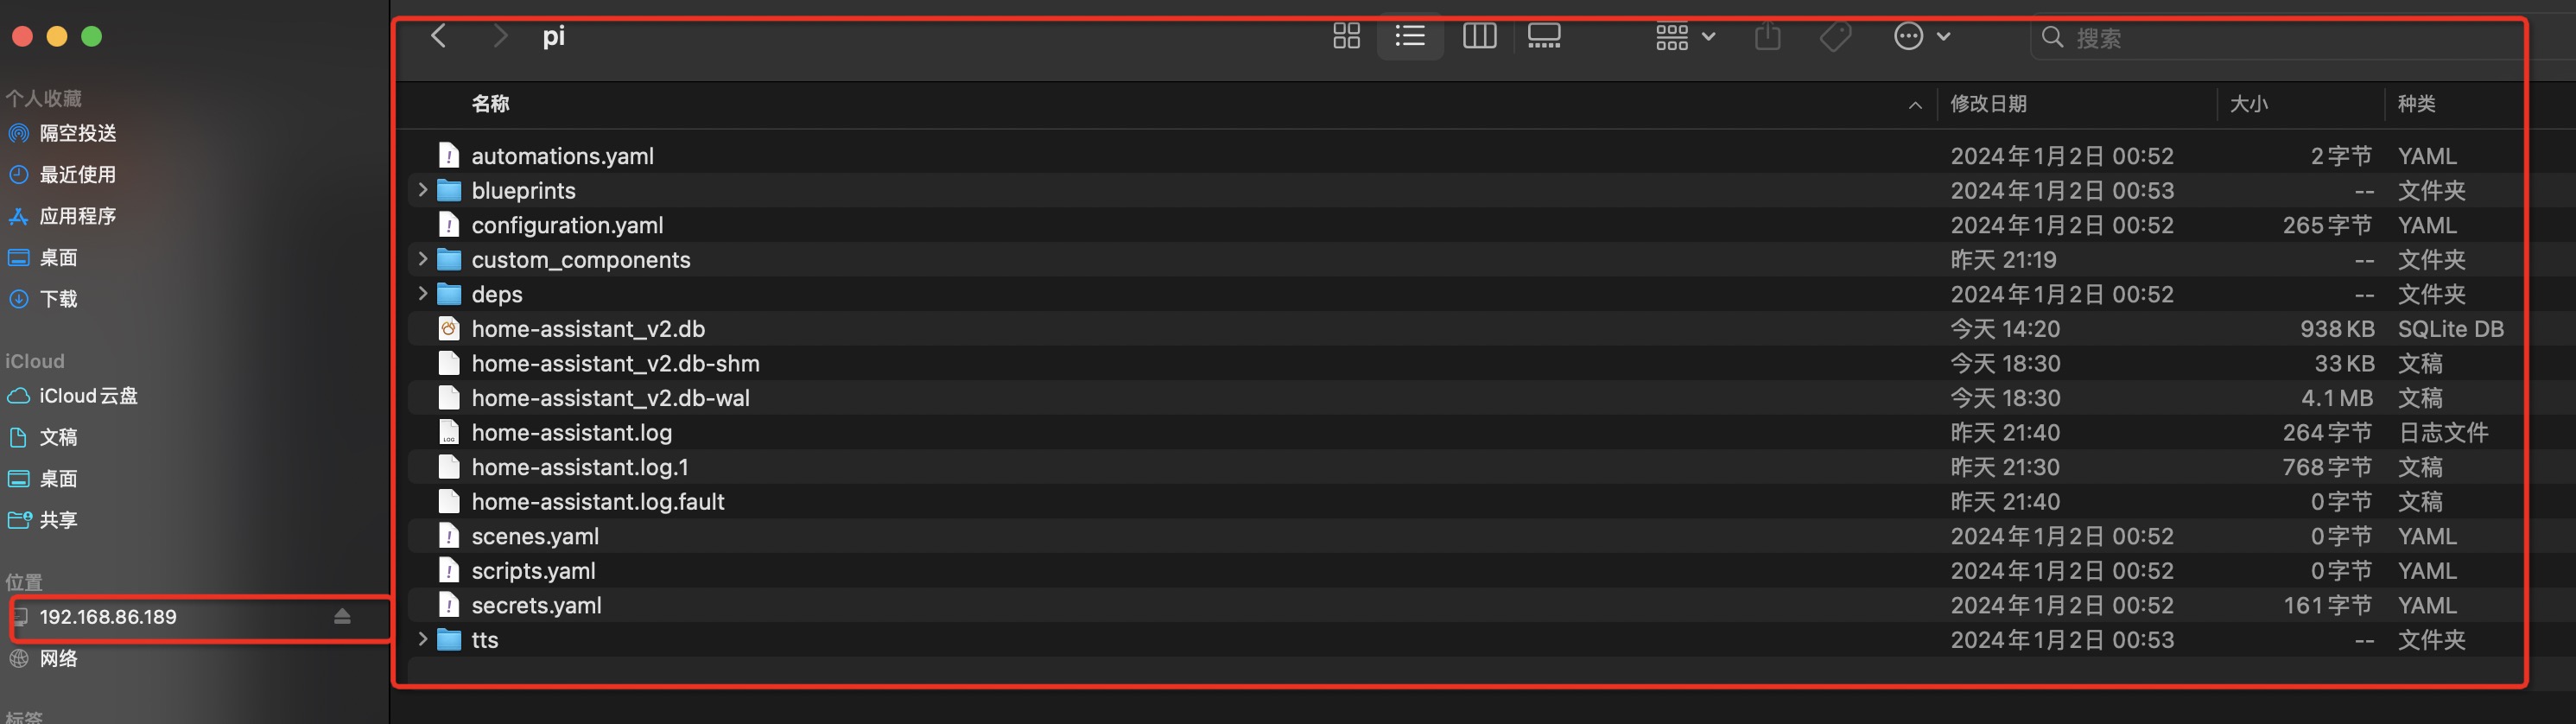 pi
搜索
个人收藏
隔空投送
最近使用
应用程序
桌面
下载
iCloud
iCloud云盘
文稿
桌面
共享
位置
192.168.86.189
网络
标签
名称 修改日期 大小 种类
automations.yaml 2024年1月2日 00:52 2字节 YAML
blueprints 2024年1月2日 00:53 -- 文件夹
configuration.yaml 2024年1月2日 00:52 265字节 YAML
custom_components 昨天 21:19 -- 文件夹
deps 2024年1月2日 00:52 -- 文件夹
home-assistant_v2.db 今天 14:20 938 KB SQLite DB
home-assistant_v2.db-shm 今天 18:30 33 KB 文稿
home-assistant_v2.db-wal 今天 18:30 4.1 MB 文稿
home-assistant.log 昨天 21:40 264字节 日志文件
home-assistant.log.1 昨天 21:30 768字节 文稿
home-assistant.log.fault 昨天 21:40 0字节 文稿
scenes.yaml 2024年1月2日 00:52 0字节 YAML
scripts.yaml 2024年1月2日 00:52 0字节 YAML
secrets.yaml 2024年1月2日 00:52 161字节 YAML
tts 2024年1月2日 00:53 -- 文件夹